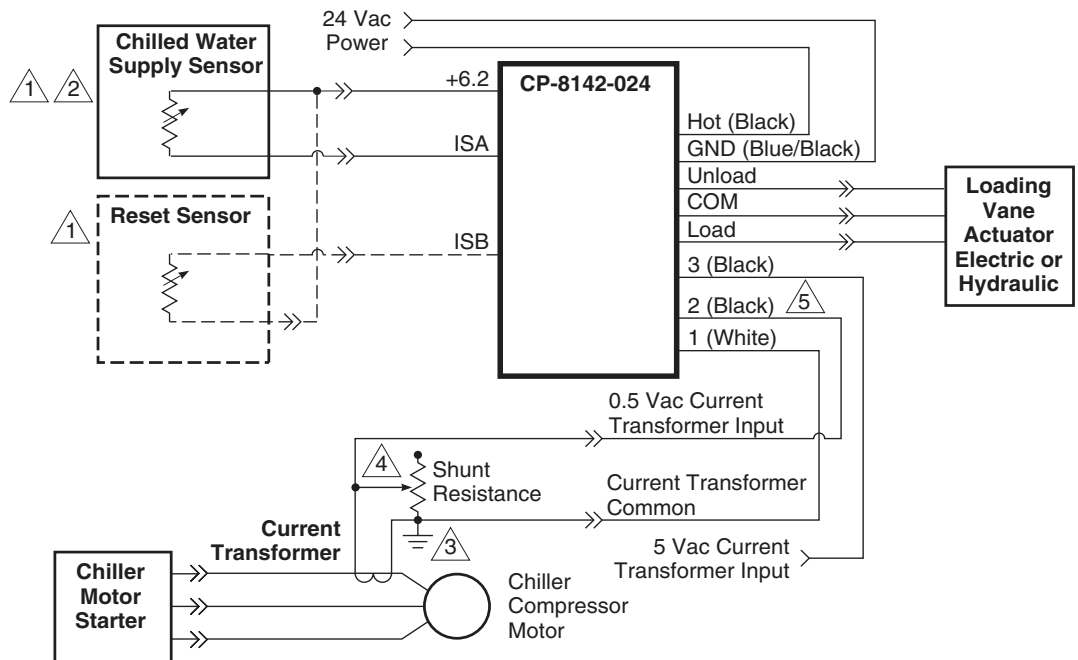 24 Vac
Power
Chilled Water
Supply Sensor
1
2
+6.2
CP-8142-024
Hot (Black)
ISA
GND (Blue/Black)
Unload
COM
Load
Loading
Vane
Actuator
Electric or
Hydraulic
Reset Sensor
1
ISB
3 (Black)
2 (Black)
5
1 (White)
0.5 Vac Current
Transformer Input
4
Shunt
Resistance
Current Transformer
Common
Current
Transformer
3
5 Vac Current
Transformer Input
Chiller
Motor
Starter
Chiller
Compressor
Motor